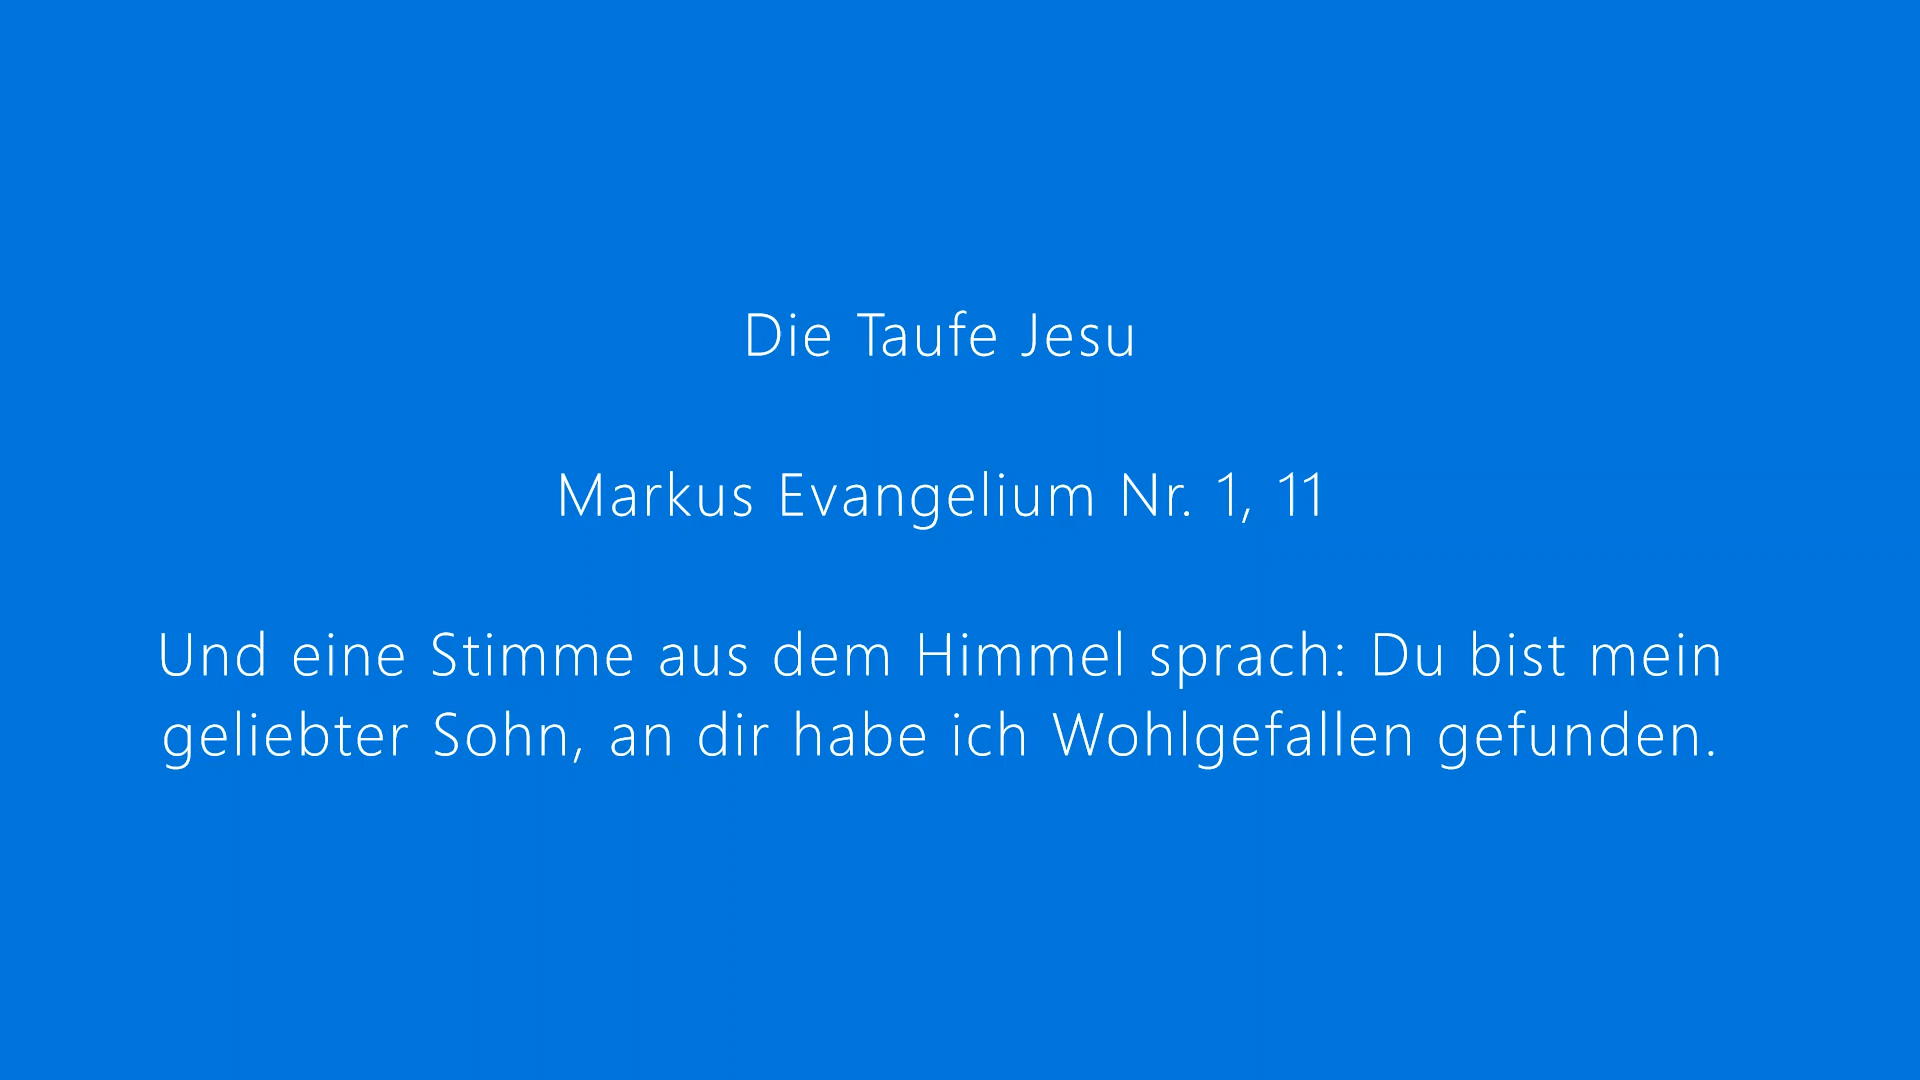 Die Taufe Jesu
Markus Evangelium Nr. 1, 11
Und eine Stimme aus dem Himmel sprach: Du bist mein
geliebter Sohn, an dir habe ich Wohlgefallen gefunden.